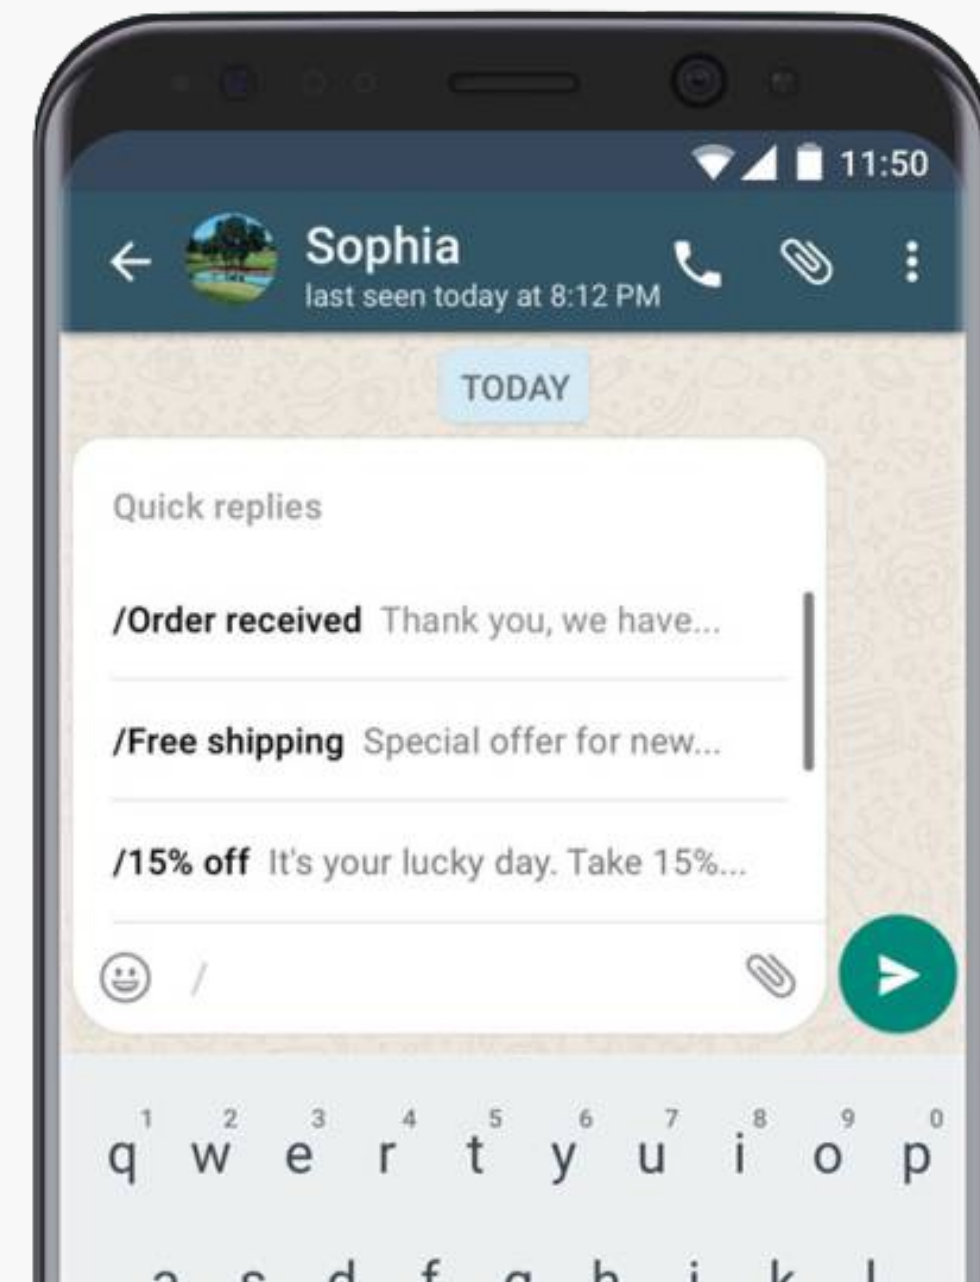 11:50
Sophia
last seen today at 8:12 PM
TODAY
Quick replies
/Order received Thank you, we have...
/Free shipping Special offer for new...
/15% off It's your lucky day. Take 15%...
/
1 2 3 4 5 6 7 8 9 0
q w e r t y u i o p
a s d f g h j k l